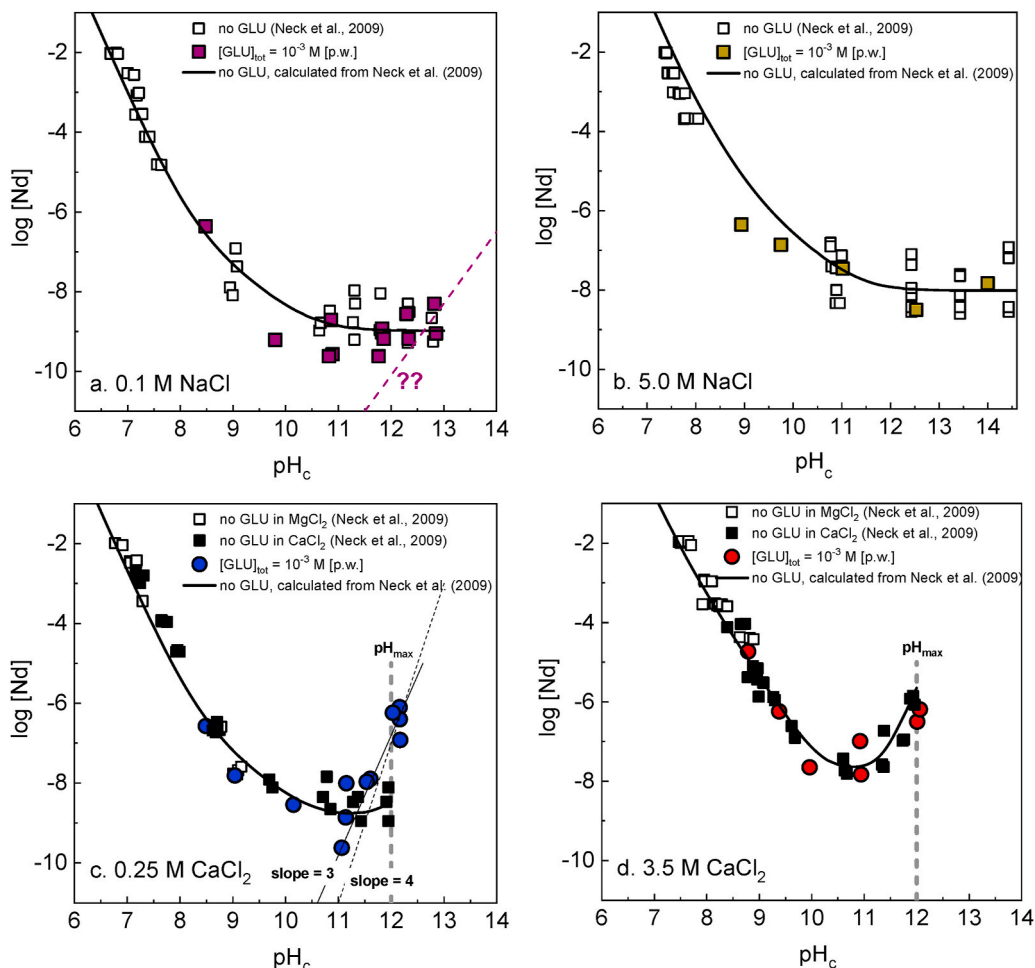 no GLU (Neck et al., 2009)
[GLU]tot = 10-3 M [p.w.]
no GLU, calculated from Neck et al. (2009)
-2
-4
-6
-8
-10
log [Nd]
a. 0.1 M NaCl
??
6 7 8 9 10 11 12 13 14
pHc
no GLU (Neck et al., 2009)
[GLU]tot = 10-3 M [p.w.]
no GLU, calculated from Neck et al. (2009)
-2
-4
-6
-8
-10
log [Nd]
b. 5.0 M NaCl
6 7 8 9 10 11 12 13 14
pHc
no GLU in MgCl2 (Neck et al., 2009)
no GLU in CaCl2 (Neck et al., 2009)
[GLU]tot = 10-3 M [p.w.]
no GLU, calculated from Neck et al. (2009)
pHmax
-2
-4
-6
-8
-10
log [Nd]
c. 0.25 M CaCl2
slope = 3
slope = 4
6 7 8 9 10 11 12 13 14
pHc
no GLU in MgCl2 (Neck et al., 2009)
no GLU in CaCl2 (Neck et al., 2009)
[GLU]tot = 10-3 M [p.w.]
no GLU, calculated from Neck et al. (2009)
pHmax
-2
-4
-6
-8
-10
log [Nd]
d. 3.5 M CaCl2
6 7 8 9 10 11 12 13 14
pHc